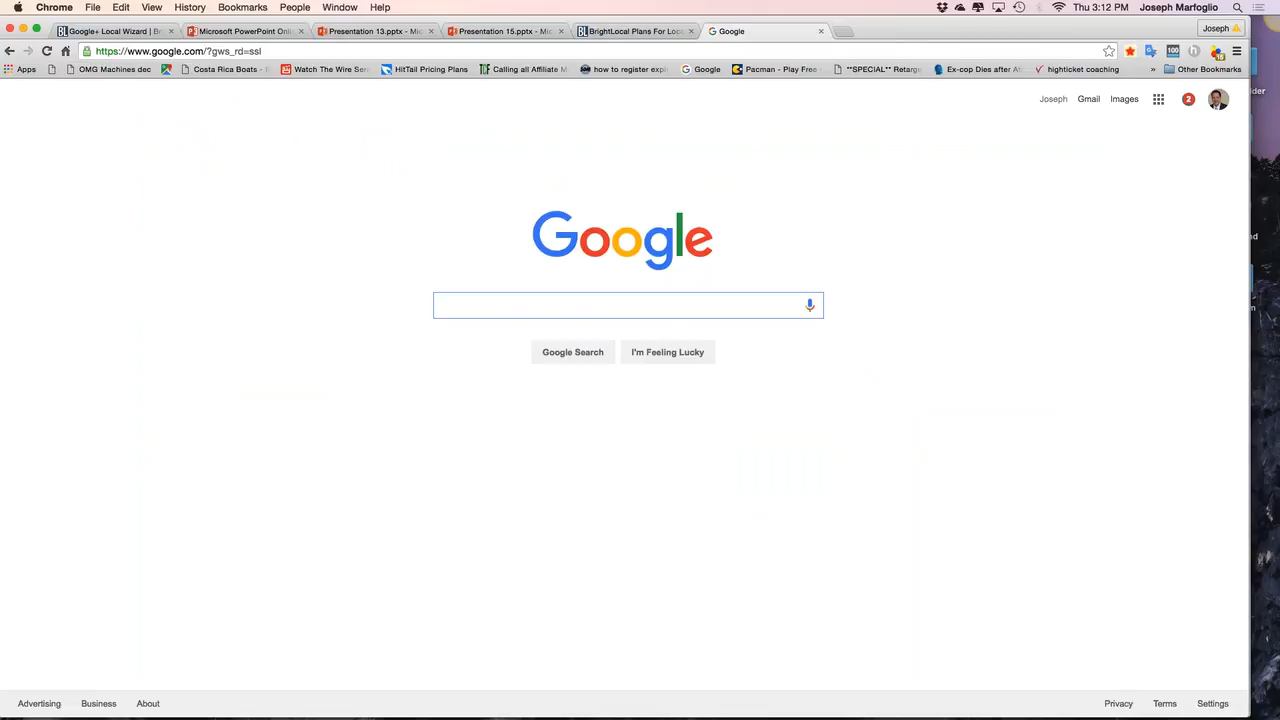 Chrome File Edit View History Bookmarks People Window Help Thu 3:12 PM Joseph Marfoglio
Google+ Local Wizard | Br Microsoft PowerPoint Onli Presentation 13.pptx - Mic Presentation 15.pptx - Mic BrightLocal Plans For Loca Google Joseph
https://www.google.com/?gws_rd=ssl 100 h
Apps OMG Machines dec Costa Rica Boats - Watch The Wire Seri HitTail Pricing Plans Calling all Affiliate M how to register expi Google Pacman - Play Free **SPECIAL** Retarge Ex-cop Dies after A highticket coaching » Other Bookmarks
Joseph Gmail Images 2
Google
Google Search I'm Feeling Lucky
Advertising Business About Privacy Terms Settings